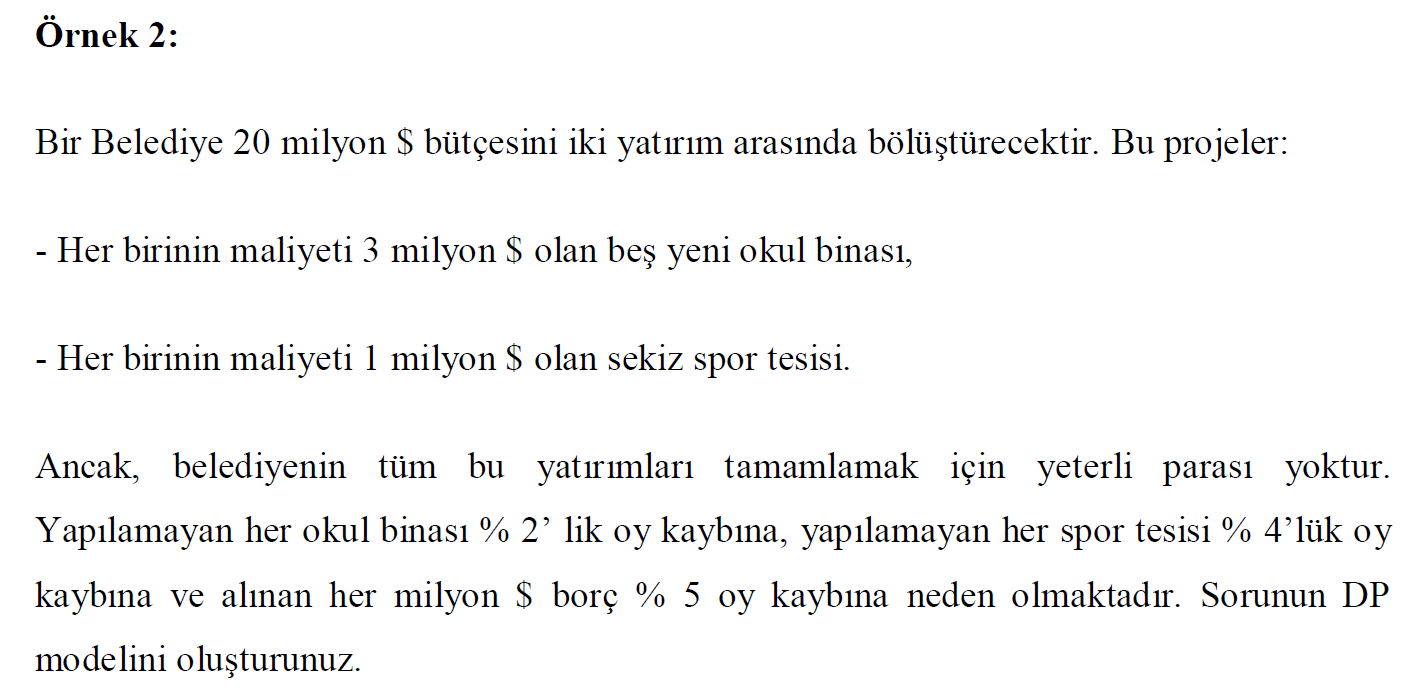 Örnek 2:
Bir Belediye 20 milyon $ bütçesini iki yatırım arasında bölüştürecektir. Bu projeler:
- Her birinin maliyeti 3 milyon $ olan beş yeni okul binası,
- Her birinin maliyeti 1 milyon $ olan sekiz spor tesisi.
Ancak, belediyenin tüm bu yatırımları tamamlamak için yeterli parası yoktur.
Yapılamayan her okul binası % 2’ lik oy kaybına, yapılamayan her spor tesisi % 4’lük oy
kaybına ve alınan her milyon $ borç % 5 oy kaybına neden olmaktadır. Sorunun DP
modelini oluşturunuz.